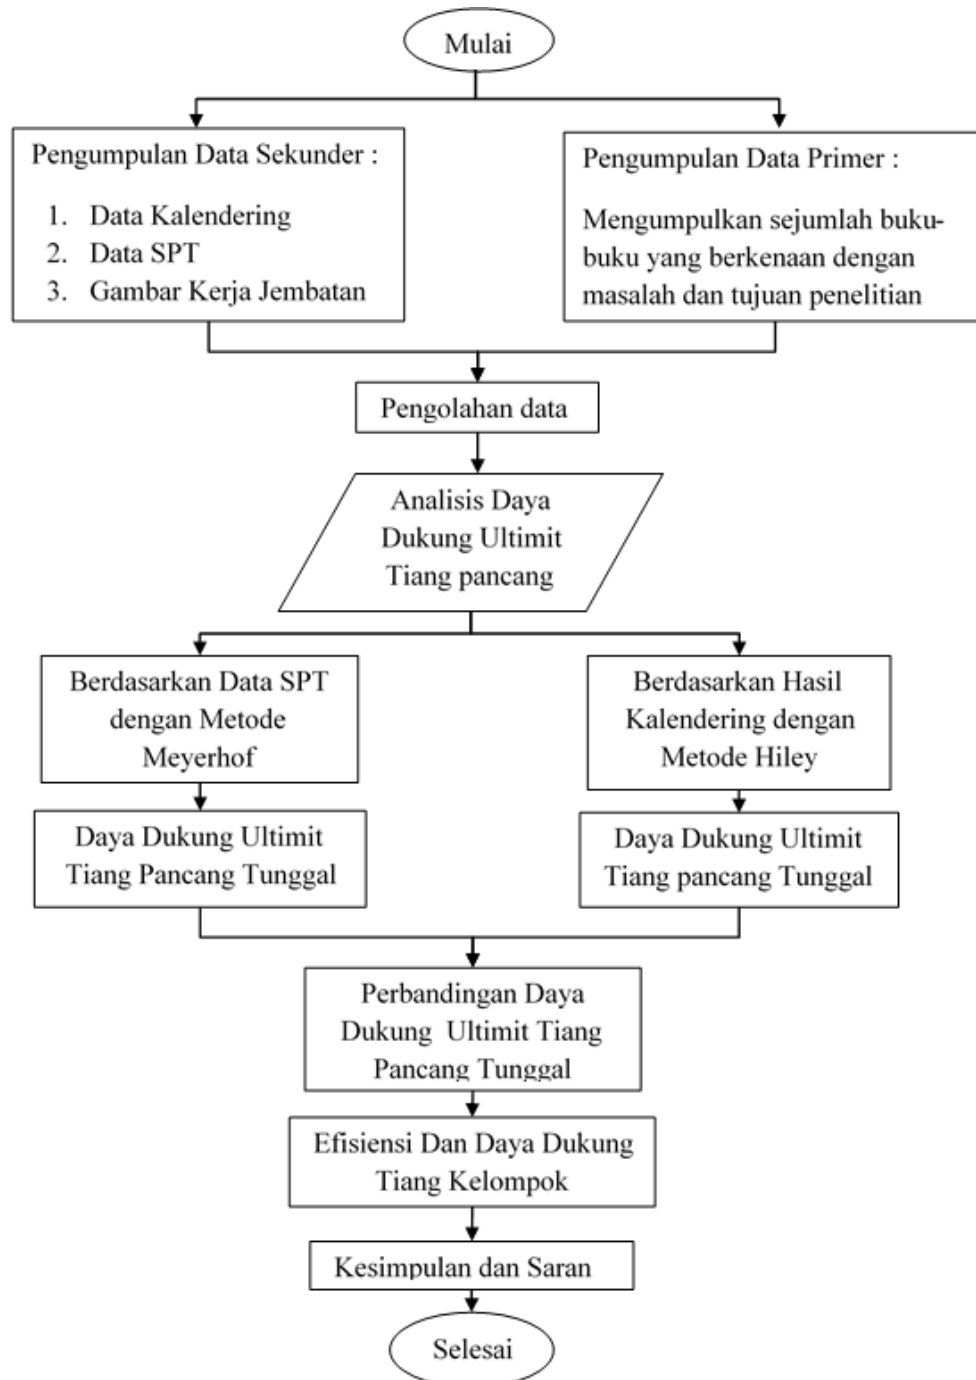 Mulai
Pengumpulan Data Sekunder :
1. Data Kalendering
2. Data SPT
3. Gambar Kerja Jembatan
Pengumpulan Data Primer :
Mengumpulkan sejumlah buku-
buku yang berkenaan dengan
masalah dan tujuan penelitian
Pengolahan data
Analisis Daya
Dukung Ultimit
Tiang pancang
Berdasarkan Data SPT
dengan Metode
Meyerhof
Berdasarkan Hasil
Kalendering dengan
Metode Hiley
Daya Dukung Ultimit
Tiang Pancang Tunggal
Daya Dukung Ultimit
Tiang pancang Tunggal
Perbandingan Daya
Dukung Ultimit Tiang
Pancang Tunggal
Efisiensi Dan Daya Dukung
Tiang Kelompok
Kesimpulan dan Saran
Selesai